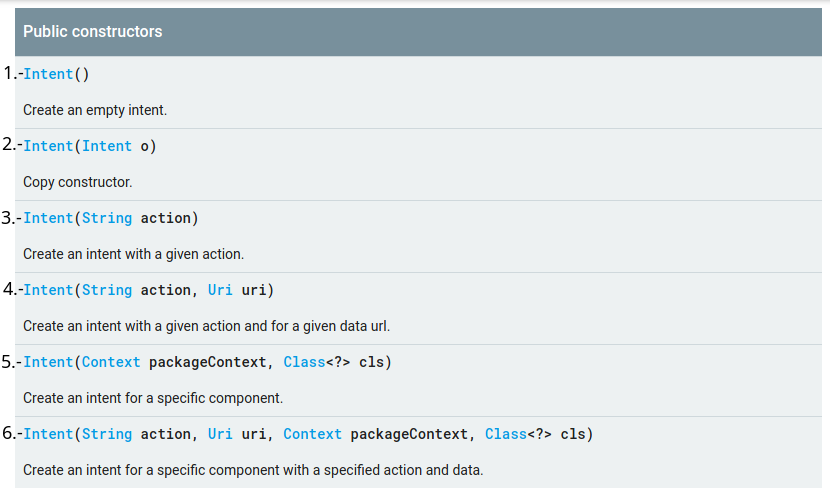 Public constructors
1.-Intent()
Create an empty intent.
2.-Intent(Intent o)
Copy constructor.
3.-Intent(String action)
Create an intent with a given action.
4.-Intent(String action, Uri uri)
Create an intent with a given action and for a given data url.
5.-Intent(Context packageContext, Class<?> cls)
Create an intent for a specific component.
6.-Intent(String action, Uri uri, Context packageContext, Class<?> cls)
Create an intent for a specific component with a specified action and data.